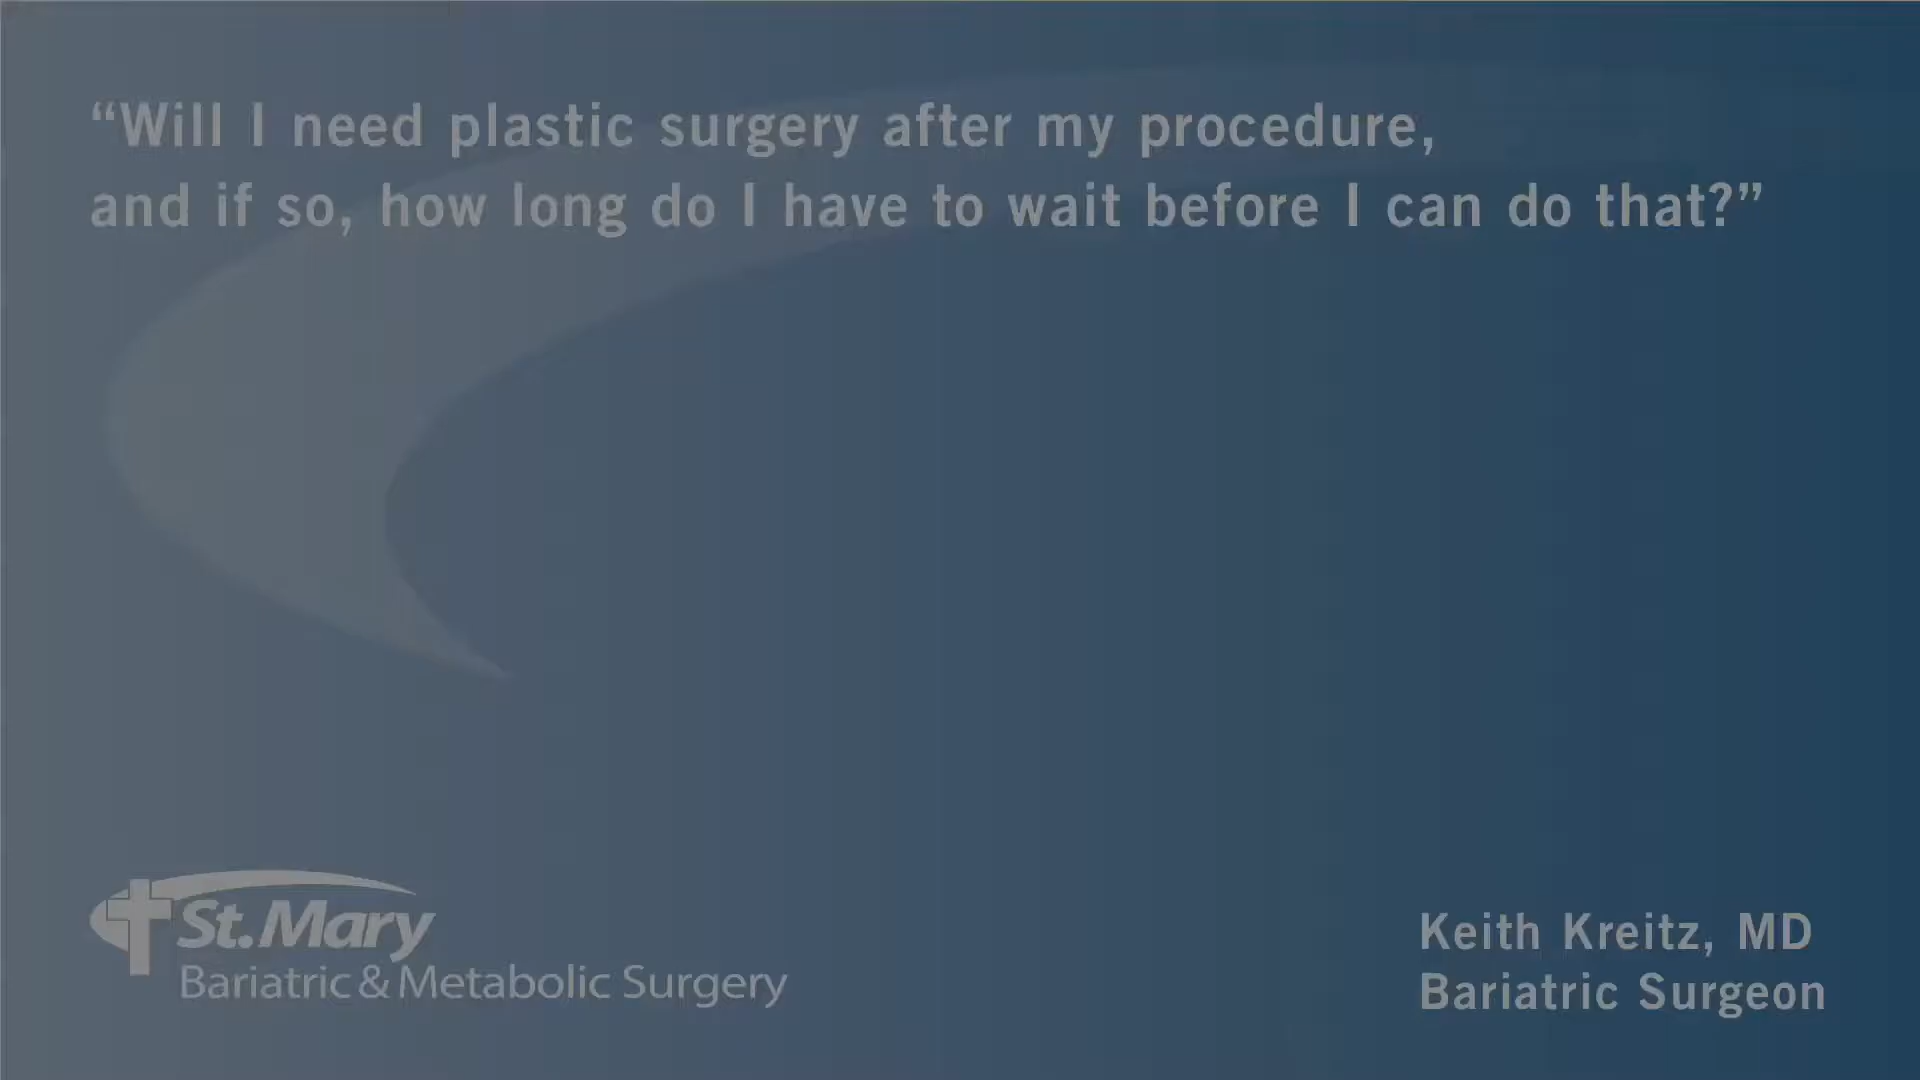 “Will I need plastic surgery after my procedure,
and if so, how long do I have to wait before I can do that?”
St. Mary
Bariatric & Metabolic Surgery
Keith Kreitz, MD
Bariatric Surgeon